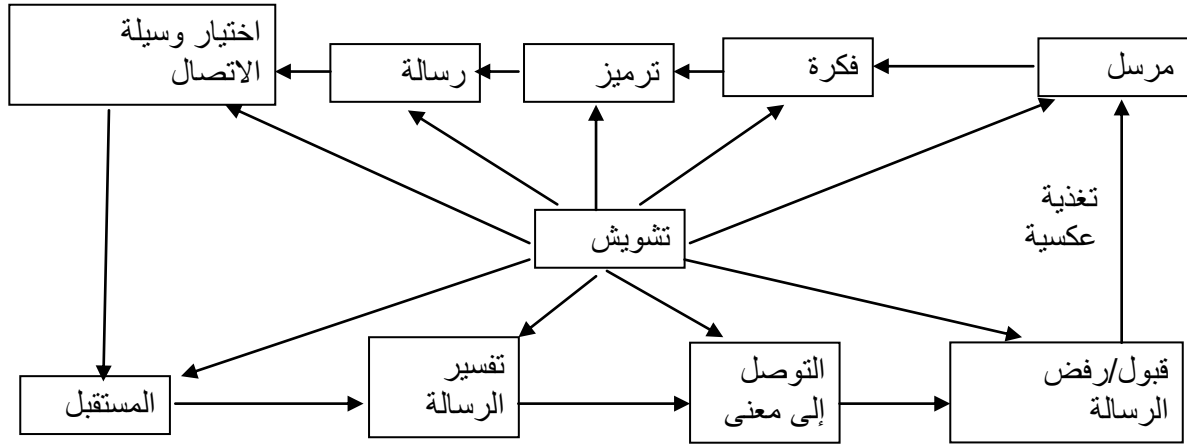 مرسل
فكرة
ترميز
رسالة
اختيار وسيلة
الاتصال
تشويش
تغذية
عكسية
المستقبل
تفسير
الرسالة
التوصل
إلى معنى
قبول/رفض
الرسالة